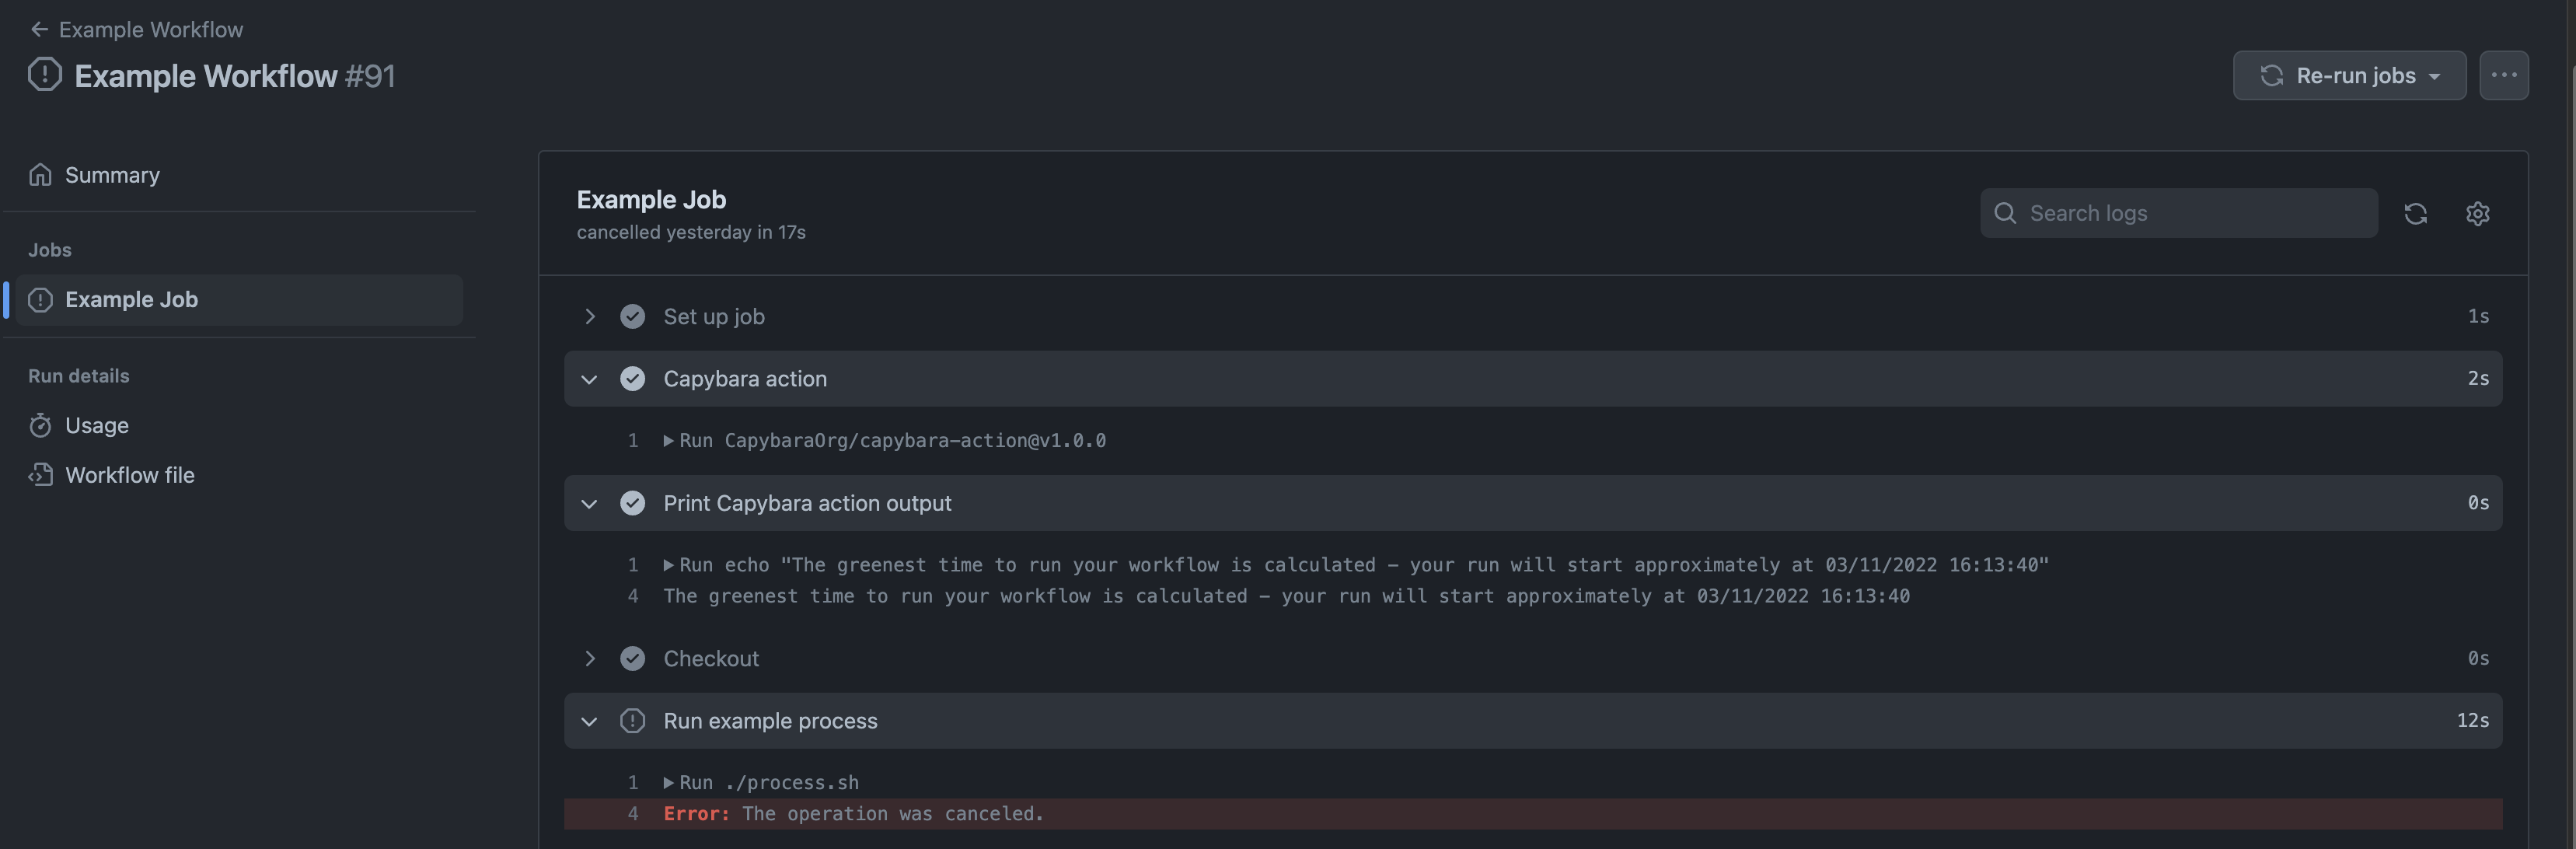 Example Workflow
Example Workflow #91
Re-run jobs
Summary
Jobs
Example Job
Run details
Usage
Workflow file
Example Job
cancelled yesterday in 17s
Search logs
Set up job 1s
Capybara action 2s
1 Run CapybaraOrg/capybara-action@v1.0.0
Print Capybara action output 0s
1 Run echo "The greenest time to run your workflow is calculated - your run will start approximately at 03/11/2022 16:13:40"
4 The greenest time to run your workflow is calculated - your run will start approximately at 03/11/2022 16:13:40
Checkout 0s
Run example process 12s
1 Run ./process.sh
4 Error: The operation was canceled.